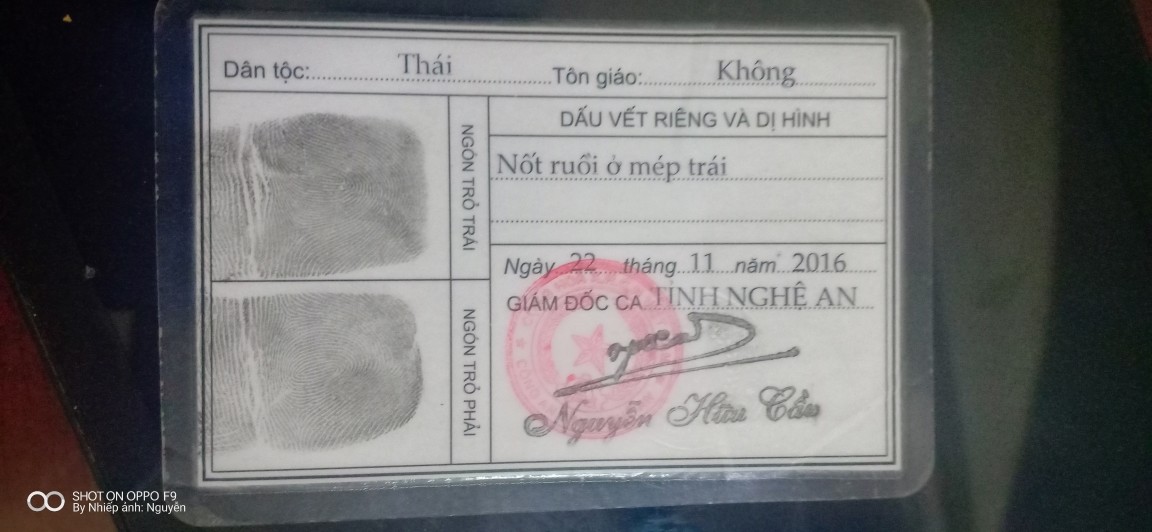 Dân tộc: Thái Tôn giáo: Không
NGÓN TRỎ TRÁI
NGÓN TRỎ PHẢI
DẤU VẾT RIÊNG VÀ DỊ HÌNH
Nốt ruồi ở mép trái
Ngày 22 tháng 11 năm 2016
GIÁM ĐỐC CA TỈNH NGHỆ AN
Nguyễn Hữu Cầu
SHOT ON OPPO F9
By Nhiếp ảnh: Nguyễn